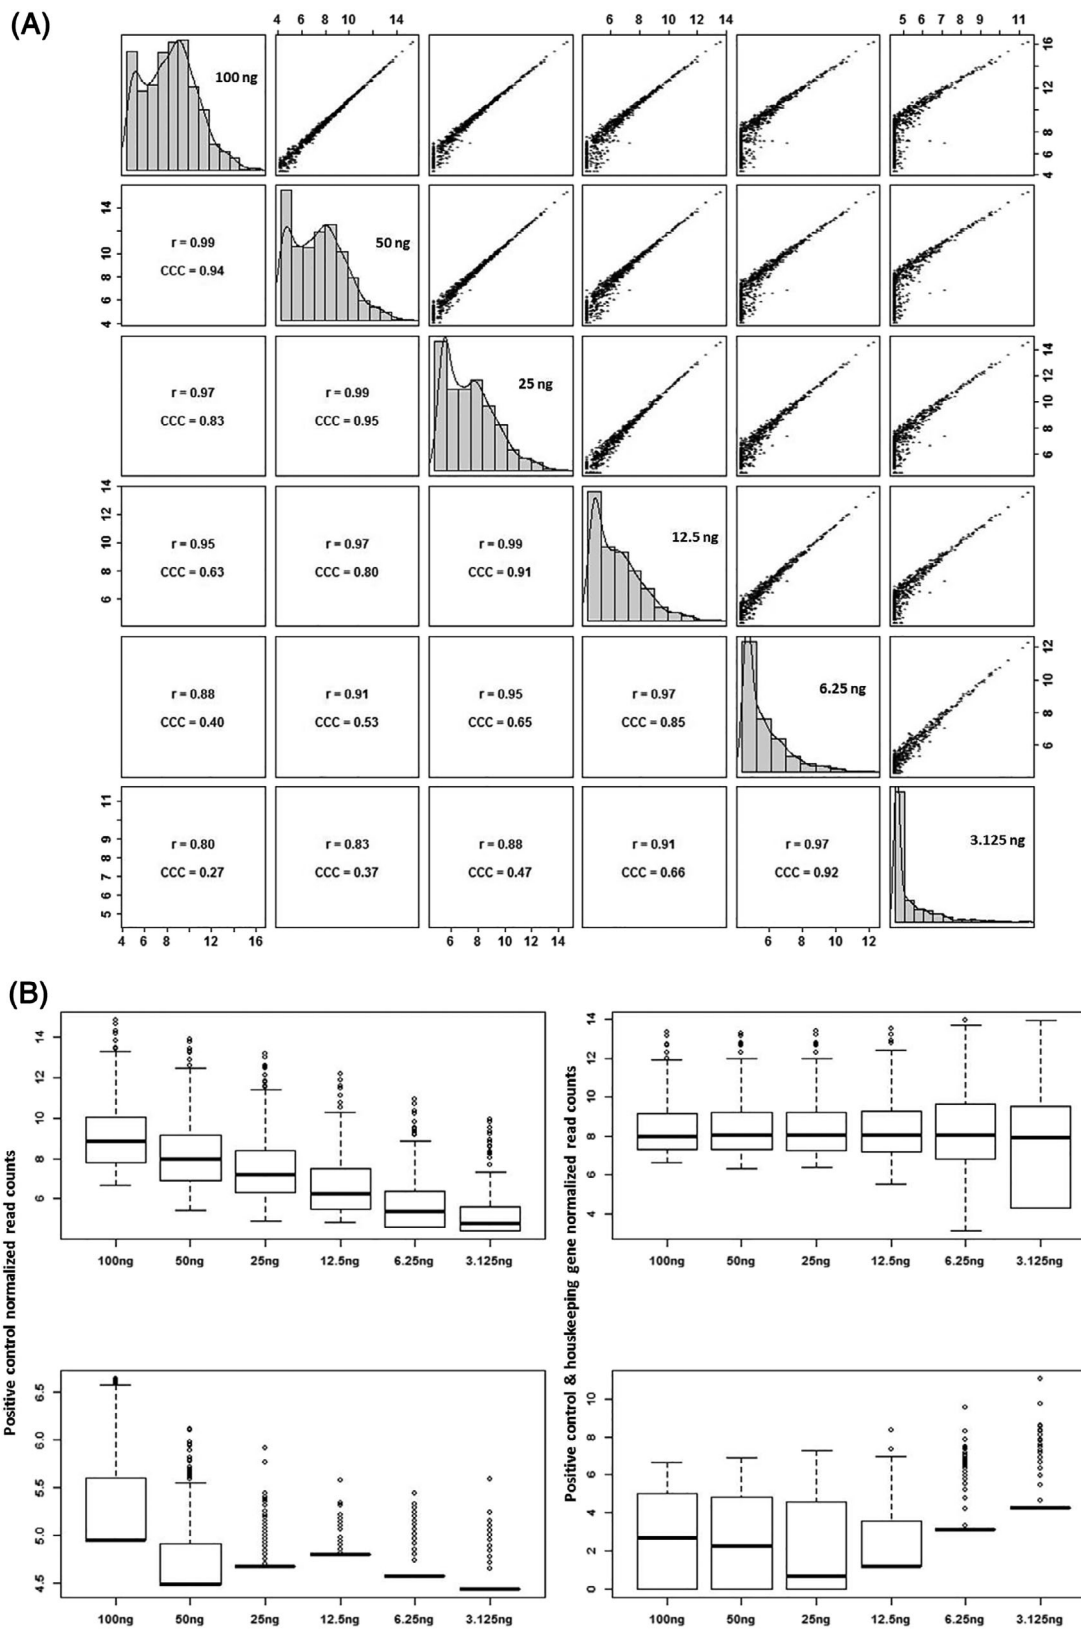 (A)
4 6 8 10 14
6 8 10 12 14
5 6 7 8 9 11
100 ng
16
12
8
6
4
14
10
8
6
4
r = 0.99
CCC = 0.94
50 ng
r = 0.97
CCC = 0.83
r = 0.99
CCC = 0.95
25 ng
14
12
10
8
6
14
12
10
8
6
r = 0.95
CCC = 0.63
r = 0.97
CCC = 0.80
r = 0.99
CCC = 0.91
12.5 ng
r = 0.88
CCC = 0.40
r = 0.91
CCC = 0.53
r = 0.95
CCC = 0.65
r = 0.97
CCC = 0.85
6.25 ng
12
10
8
6
11
9
8
7
6
5
r = 0.80
CCC = 0.27
r = 0.83
CCC = 0.37
r = 0.88
CCC = 0.47
r = 0.91
CCC = 0.66
r = 0.97
CCC = 0.92
3.125 ng
4 6 8 10 12 16
6 8 10 12 14
6 8 10 12
(B)
Positive control normalized read counts
14
12
10
8
6
100ng 50ng 25ng 12.5ng 6.25ng 3.125ng
Positive control & houskeeping gene normalized read counts
14
12
10
8
6
4
100ng 50ng 25ng 12.5ng 6.25ng 3.125ng
6.5
6.0
5.5
5.0
4.5
100ng 50ng 25ng 12.5ng 6.25ng 3.125ng
10
8
6
4
2
0
100ng 50ng 25ng 12.5ng 6.25ng 3.125ng